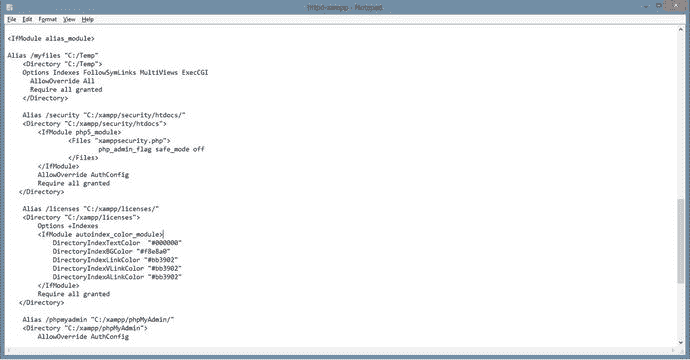 httpd-xampp - Notepad
File Edit Format View Help
<IfModule alias_module>
Alias /myfiles "C:/Temp"
<Directory "C:/Temp">
Options Indexes FollowSymLinks MultiViews ExecCGI
AllowOverride All
Require all granted
</Directory>
Alias /security "C:/xampp/security/htdocs/"
<Directory "C:/xampp/security/htdocs">
<IfModule php5_module>
<Files "xamppsecurity.php">
php_admin_flag safe_mode off
</Files>
</IfModule>
AllowOverride AuthConfig
Require all granted
</Directory>
Alias /licenses "C:/xampp/licenses/"
<Directory "C:/xampp/licenses">
Options +Indexes
<IfModule autoindex_color_module>
DirectoryIndexTextColor "#000000"
DirectoryIndexBGColor "#f8e8a0"
DirectoryIndexLinkColor "#bb3902"
DirectoryIndexVLinkColor "#bb3902"
DirectoryIndexALinkColor "#bb3902"
</IfModule>
Require all granted
</Directory>
Alias /phpmyadmin "C:/xampp/phpMyAdmin/"
<Directory "C:/xampp/phpMyAdmin">
AllowOverride AuthConfig